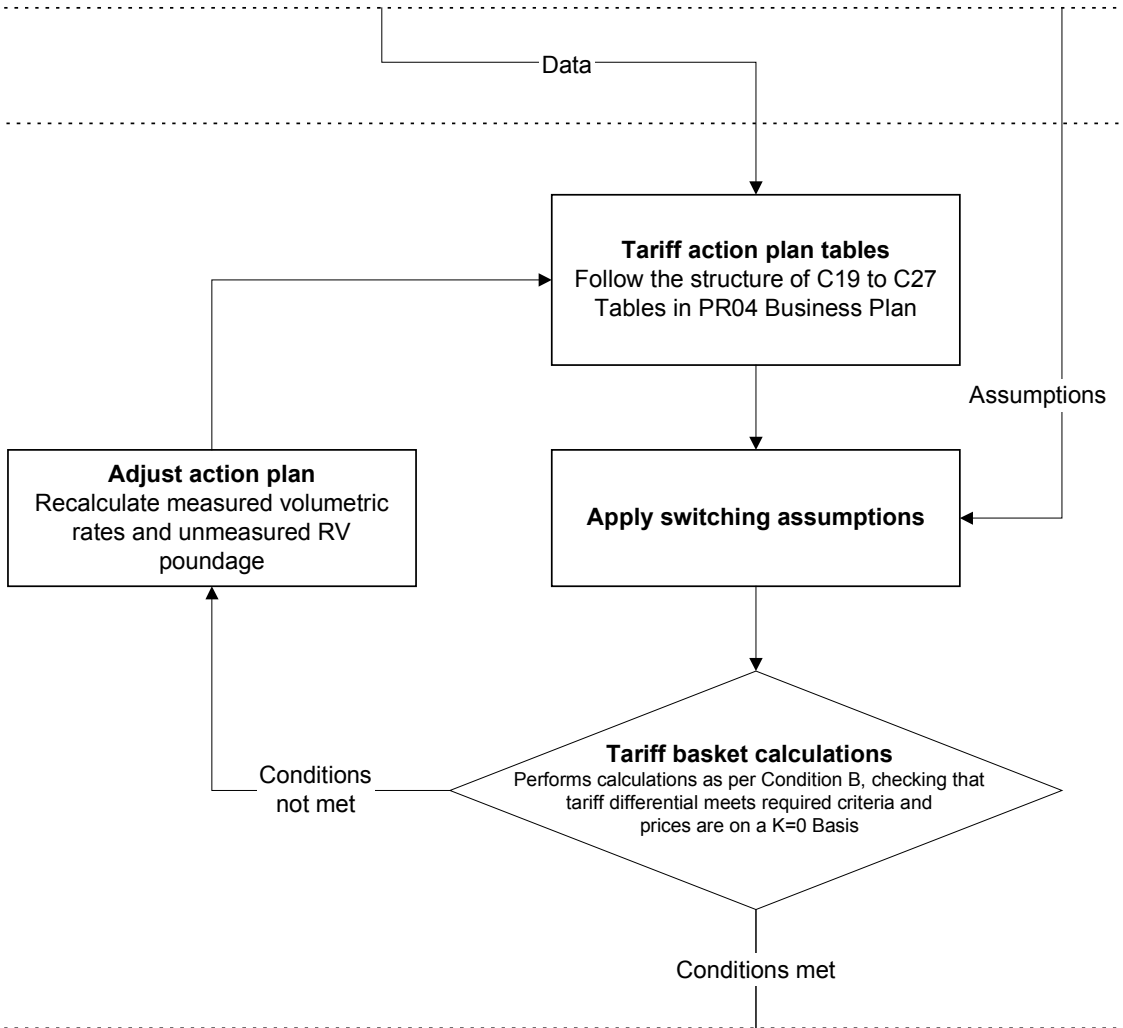 Data
Tariff action plan tables
Follow the structure of C19 to C27
Tables in PR04 Business Plan
Assumptions
Adjust action plan
Recalculate measured volumetric
rates and unmeasured RV
poundage
Apply switching assumptions
Tariff basket calculations
Performs calculations as per Condition B, checking that
tariff differential meets required criteria and
prices are on a K=0 Basis
Conditions
not met
Conditions met